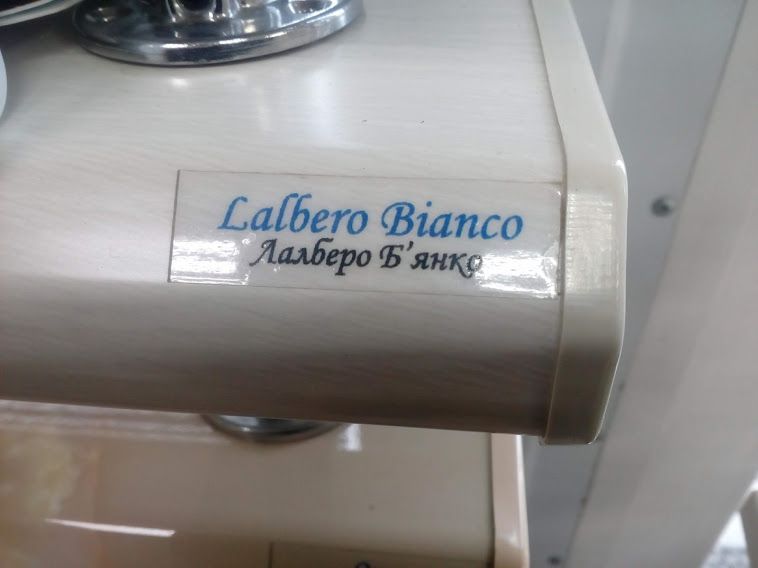 Lalbero Bianco
Лалберо Б'янко